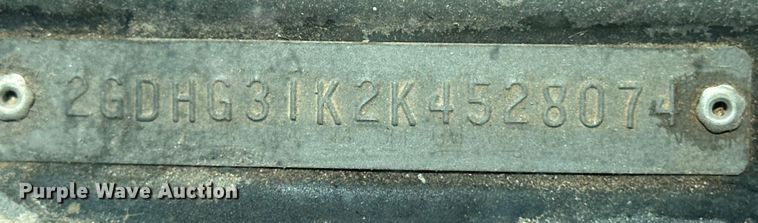 2GDHG31K2K4528074
Purple Wave Auction